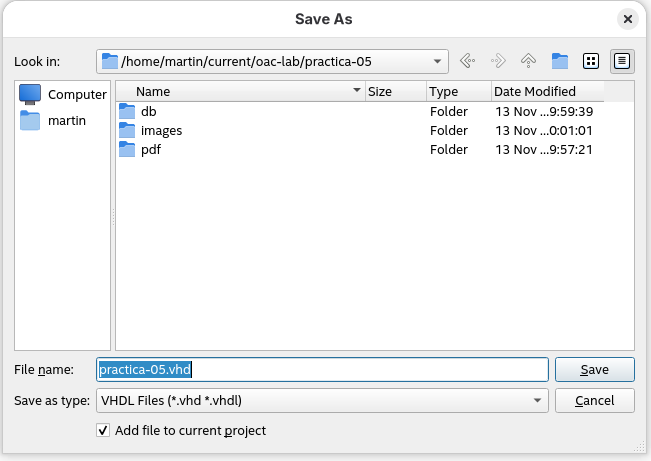 Save As
Look in: /home/martin/current/oac-lab/practica-05
Computer
martin
Name Size Type Date Modified
db Folder 13 Nov ...9:59:39
images Folder 13 Nov ...0:01:01
pdf Folder 13 Nov ...9:57:21
File name: practica-05.vhd Save
Save as type: VHDL Files (*.vhd *.vhdl) Cancel
Add file to current project